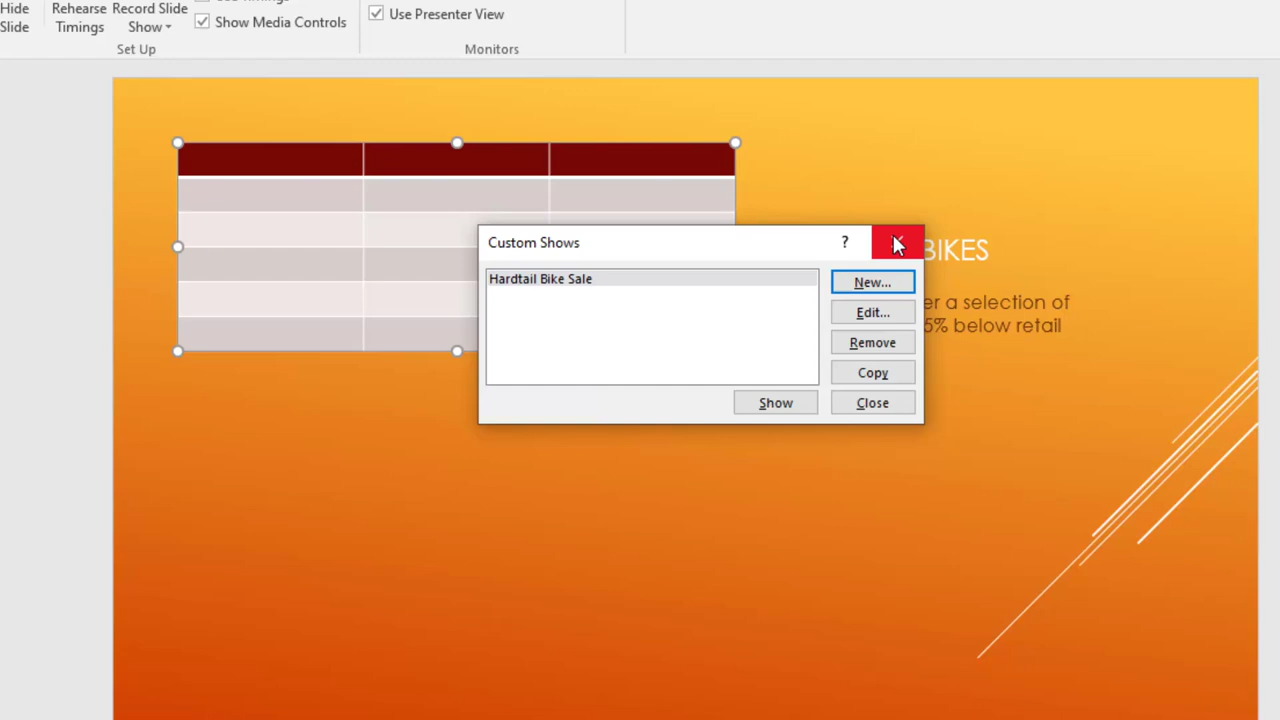 Hide
Slide
Rehearse
Timings
Record Slide
Show
Show Media Controls
Use Presenter View
Set Up
Monitors
Custom Shows
?
Hardtail Bike Sale
New...
Edit...
Remove
Copy
Show
Close
BIKES
a selection of
5% below retail